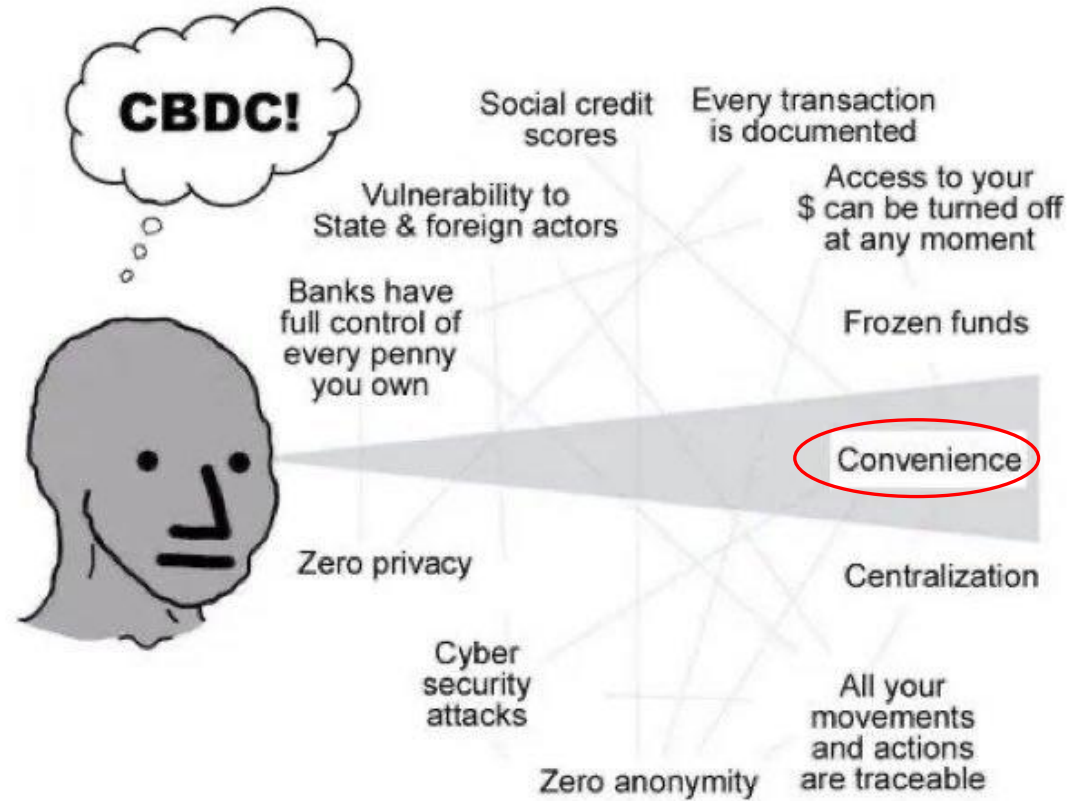 CBDC!
Social credit
scores
Every transaction
is documented
Vulnerability to
State & foreign actors
Access to your
$ can be turned off
at any moment
Banks have
full control of
every penny
you own
Frozen funds
Convenience
Zero privacy
Centralization
Cyber
security
attacks
All your
movements
and actions
are traceable
Zero anonymity